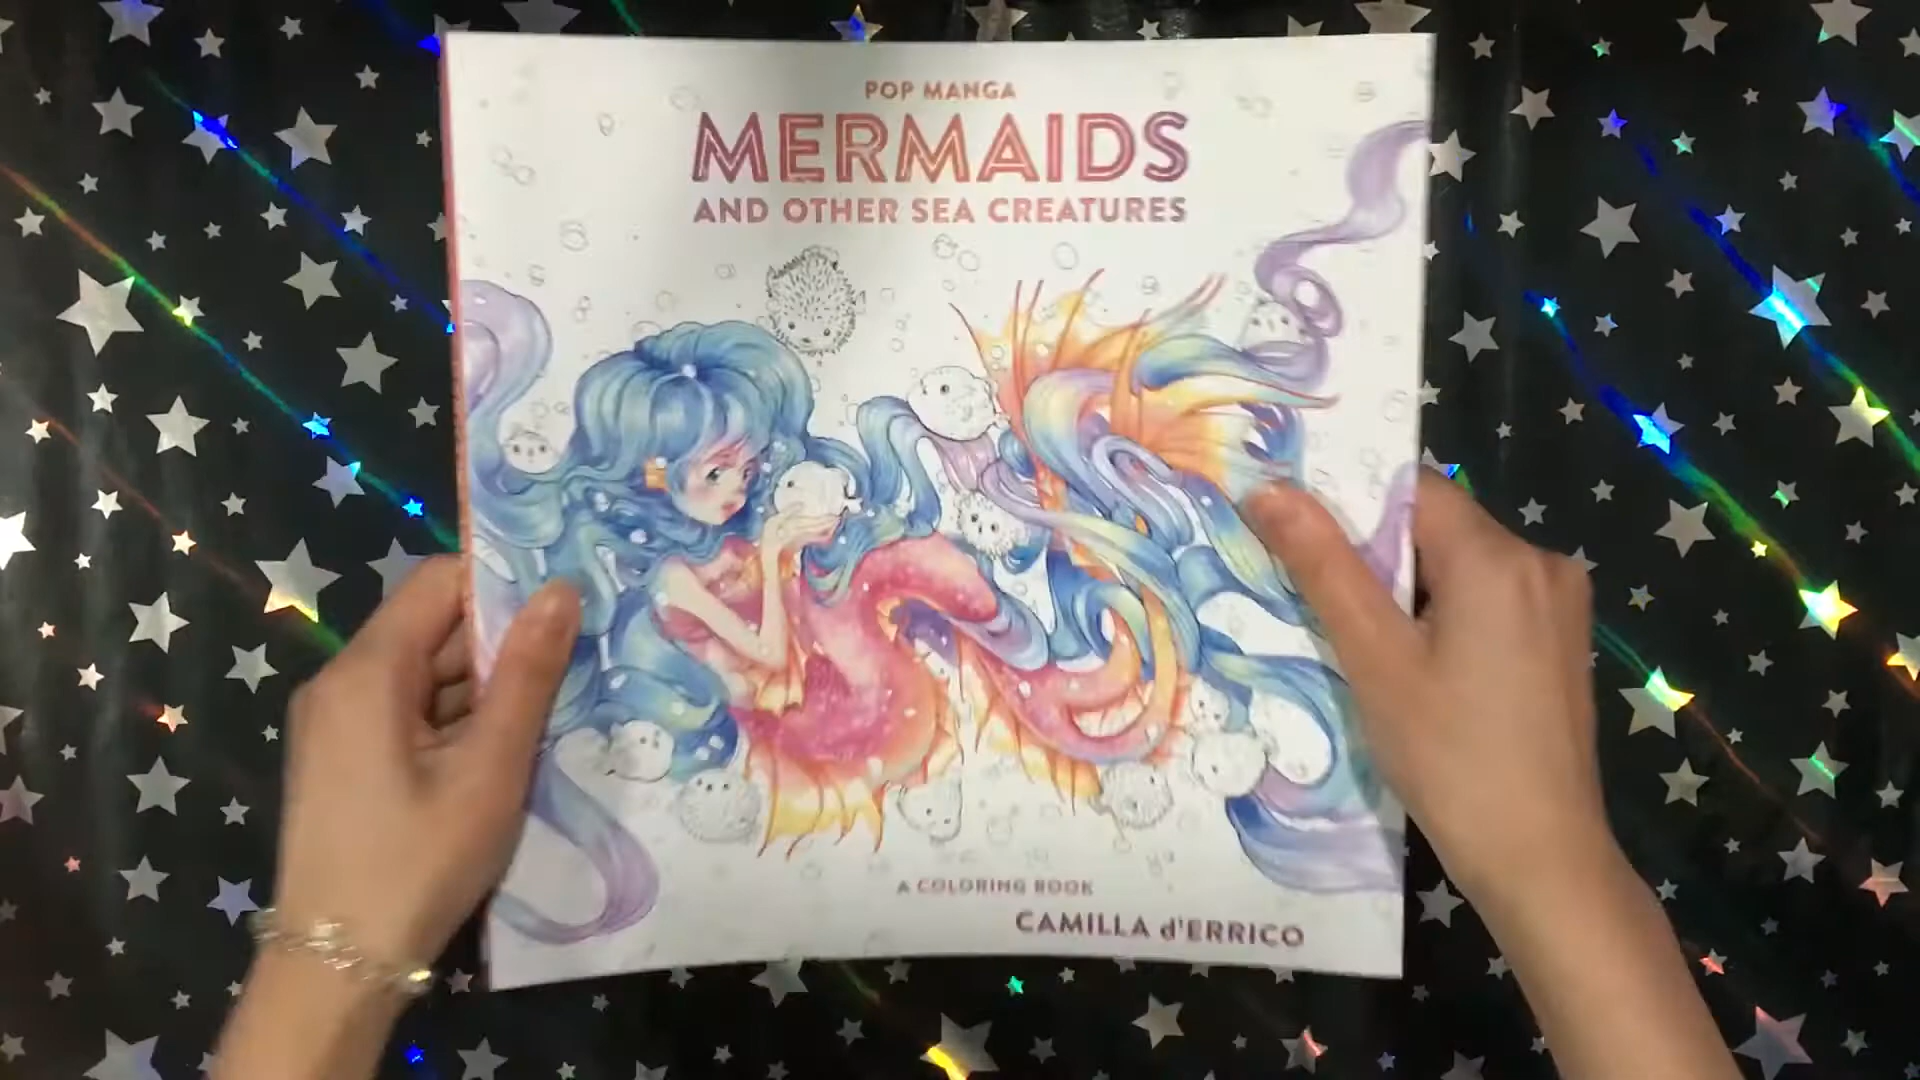 POP MANGA
MERMAIDS
AND OTHER SEA CREATURES
A COLORING BOOK
CAMILLA d'ERRICO